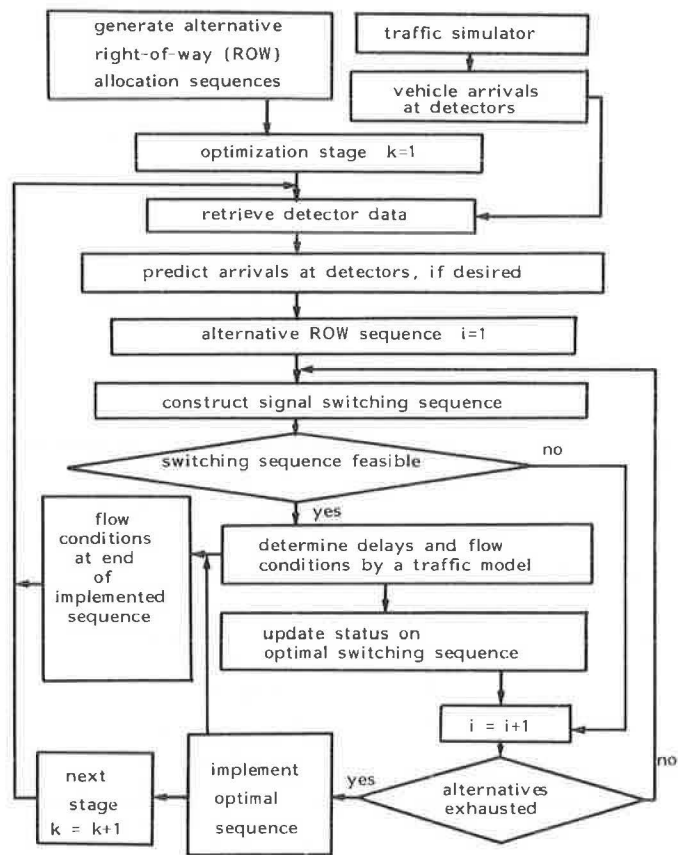 generate alternative
right-of-way (ROW)
allocation sequences
traffic simulator
vehicle arrivals
at detectors
optimization stage k=1
retrieve detector data
predict arrivals at detectors, if desired
alternative ROW sequence i=1
construct signal switching sequence
switching sequence feasible
no
yes
flow
conditions
at end
of
implemented
sequence
determine delays and flow
conditions by a traffic model
update status on
optimal switching sequence
i = i+1
no
alternatives
exhausted
yes
implement
optimal
sequence
next
stage
k = k+1